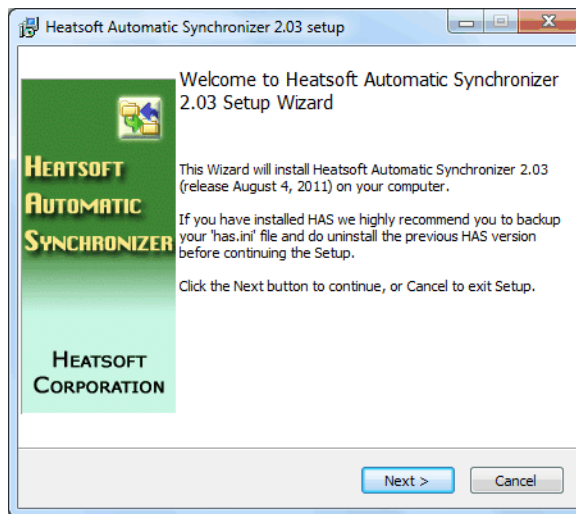 Heatsoft Automatic Synchronizer 2.03 setup
Welcome to Heatsoft Automatic Synchronizer
2.03 Setup Wizard
HEATSOFT
AUTOMATIC
SYNCHRONIZER
This Wizard will install Heatsoft Automatic Synchronizer 2.03
(release August 4, 2011) on your computer.
If you have installed HAS we highly recommend you to backup
your 'has.ini' file and do uninstall the previous HAS version
before continuing the Setup.
Click the Next button to continue, or Cancel to exit Setup.
HEATSOFT
CORPORATION
Next >
Cancel